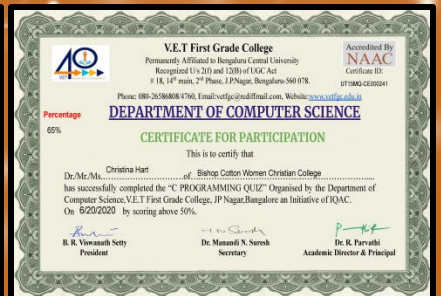 40
VET
V.E.T First Grade College
Permanently Affiliated to Bengaluru Central University
Recognized U/s 2(f) and 12(B) of UGC Act
# 18, 14th main, 2nd Phase, J.P.Nagar, Bengaluru-560 078.
Phone: 080-26586808/4760, Email:vetfgc@rediffmail.com, Website:www.vetfgc.edu.in
Accredited By
NAAC
Certificate ID:
UT15MQ-CE000241
Percentage
65%
DEPARTMENT OF COMPUTER SCIENCE
CERTIFICATE FOR PARTICIPATION
This is to certify that
Dr/Mr/Ms. Christina Hart of Bishop Cotton Women Christian College
has successfully completed the "C PROGRAMMING QUIZ" Organised by the Department of
Computer Science,V.E.T First Grade College, JP Nagar,Bangalore an Initiative of IQAC.
On 6/20/2020 by scoring above 50%.
B. R. Viswanath Setty
President
Dr. Manandi N. Suresh
Secretary
Dr. R. Parvathi
Academic Director & Principal